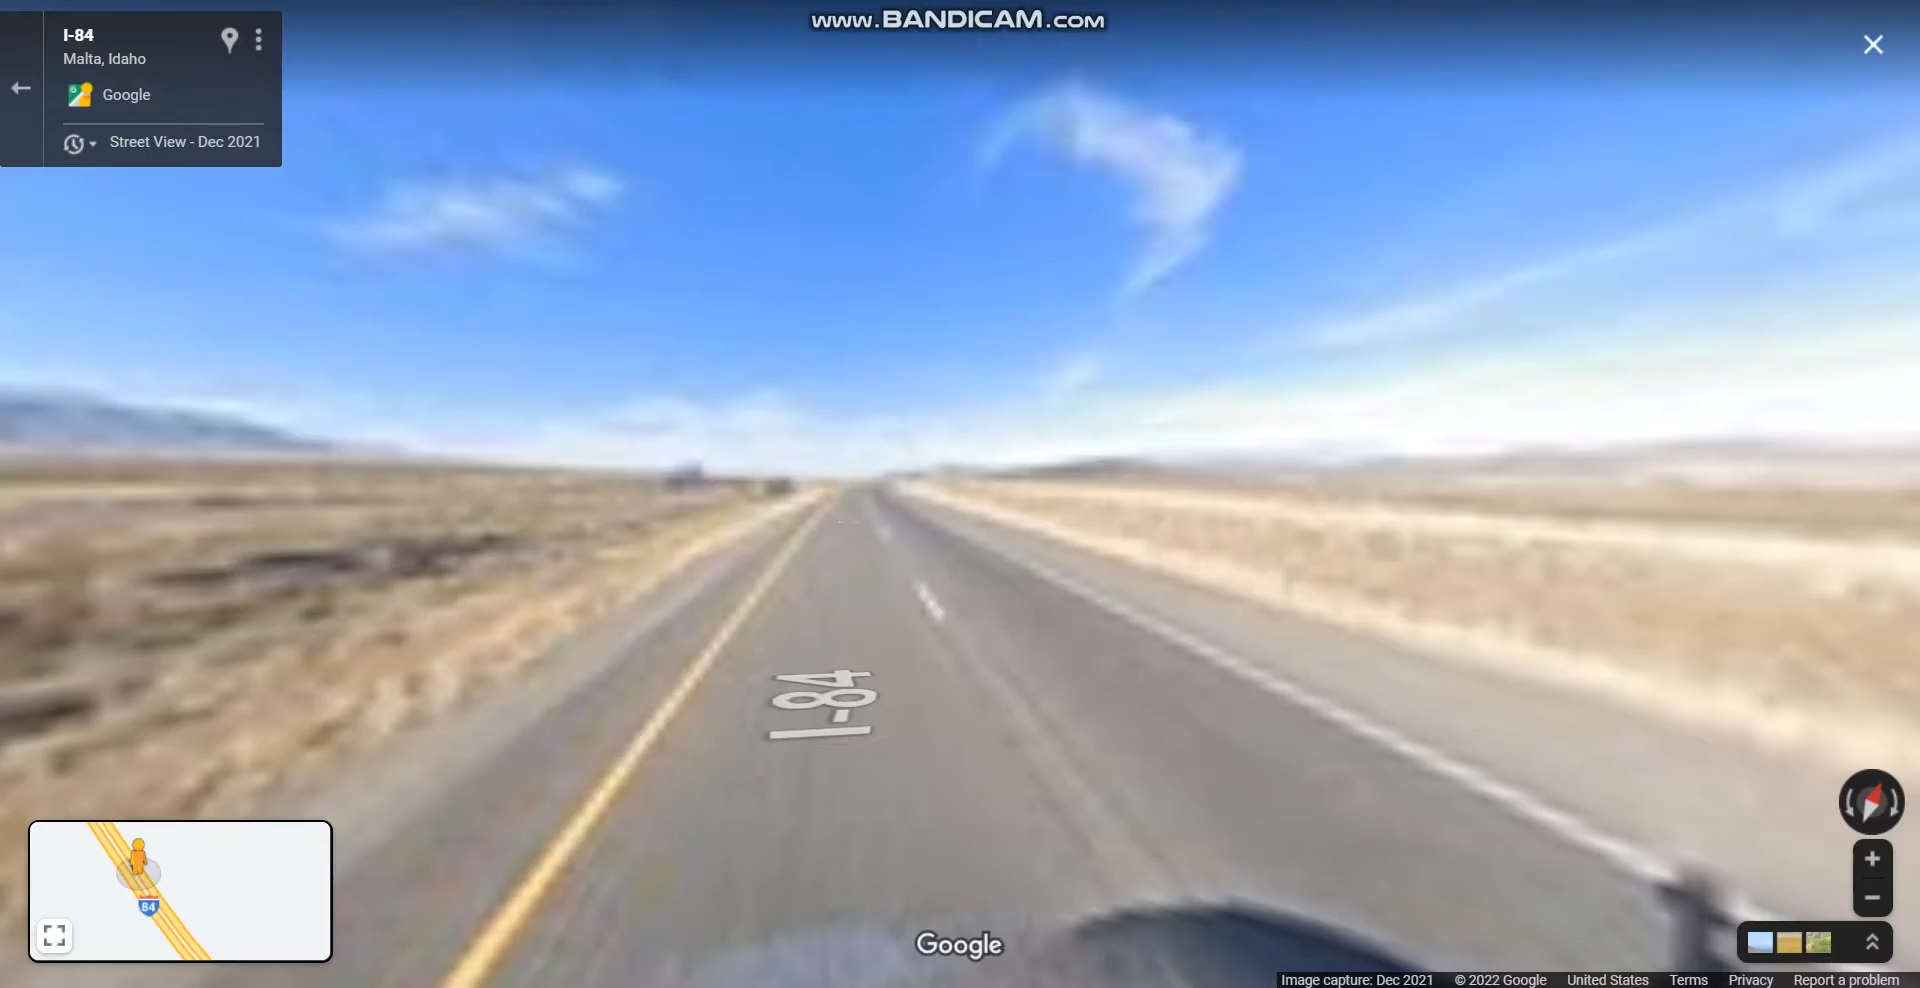 www.BANDICAM.com
I-84
Malta, Idaho
Google
Street View - Dec 2021
I-84
84
Google
Image capture: Dec 2021 © 2022 Google United States Terms Privacy Report a problem